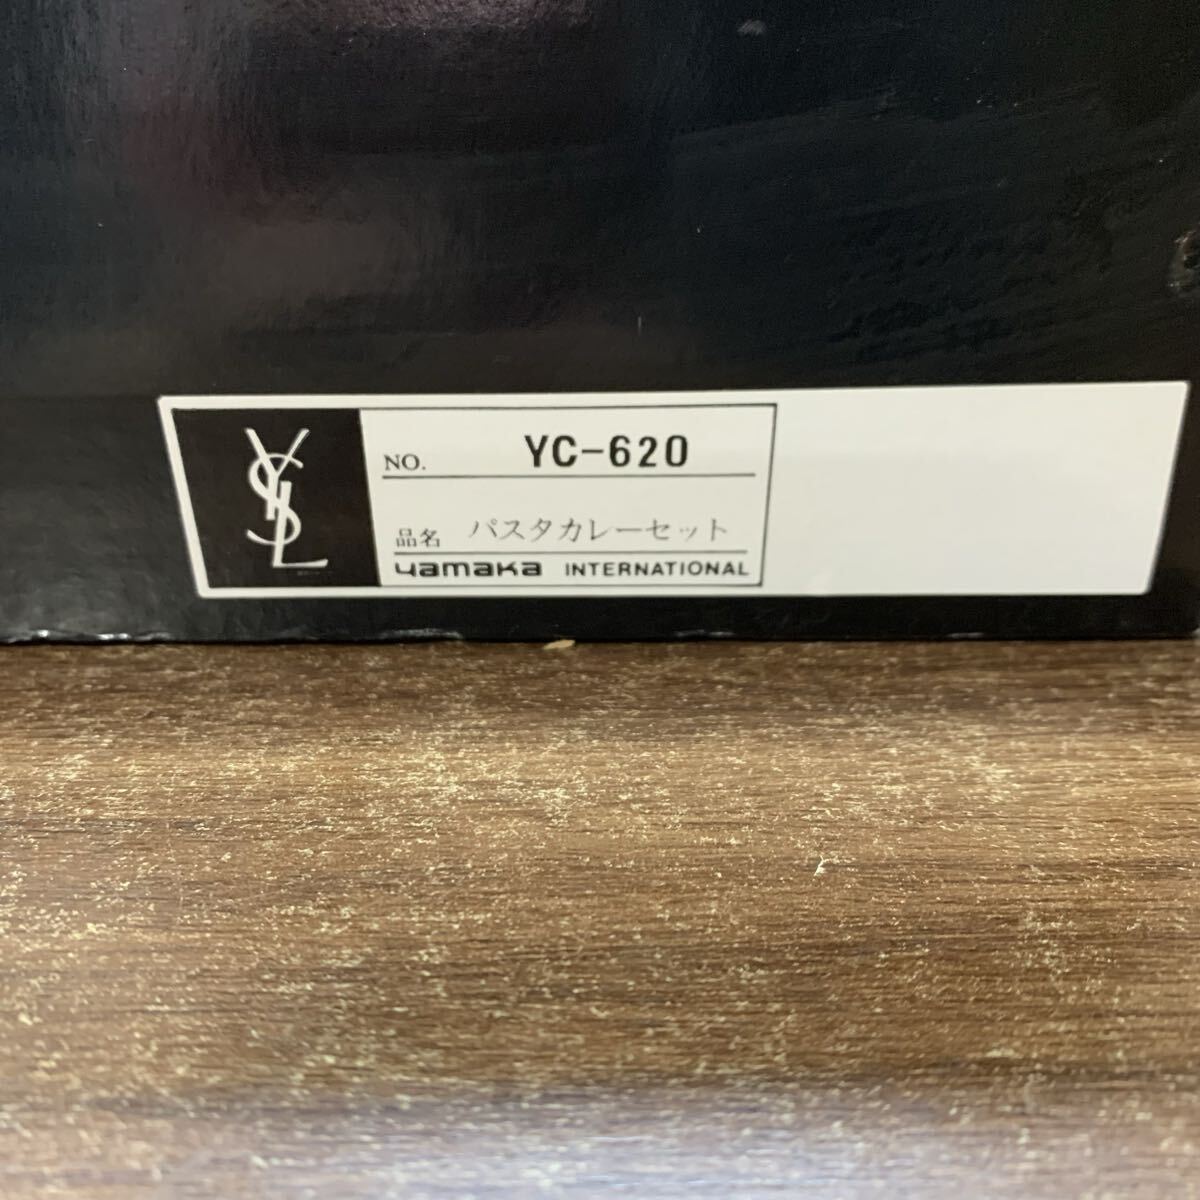 YSL
NO. YC-620
品名 パスタカレーセット
yamaka INTERNATIONAL